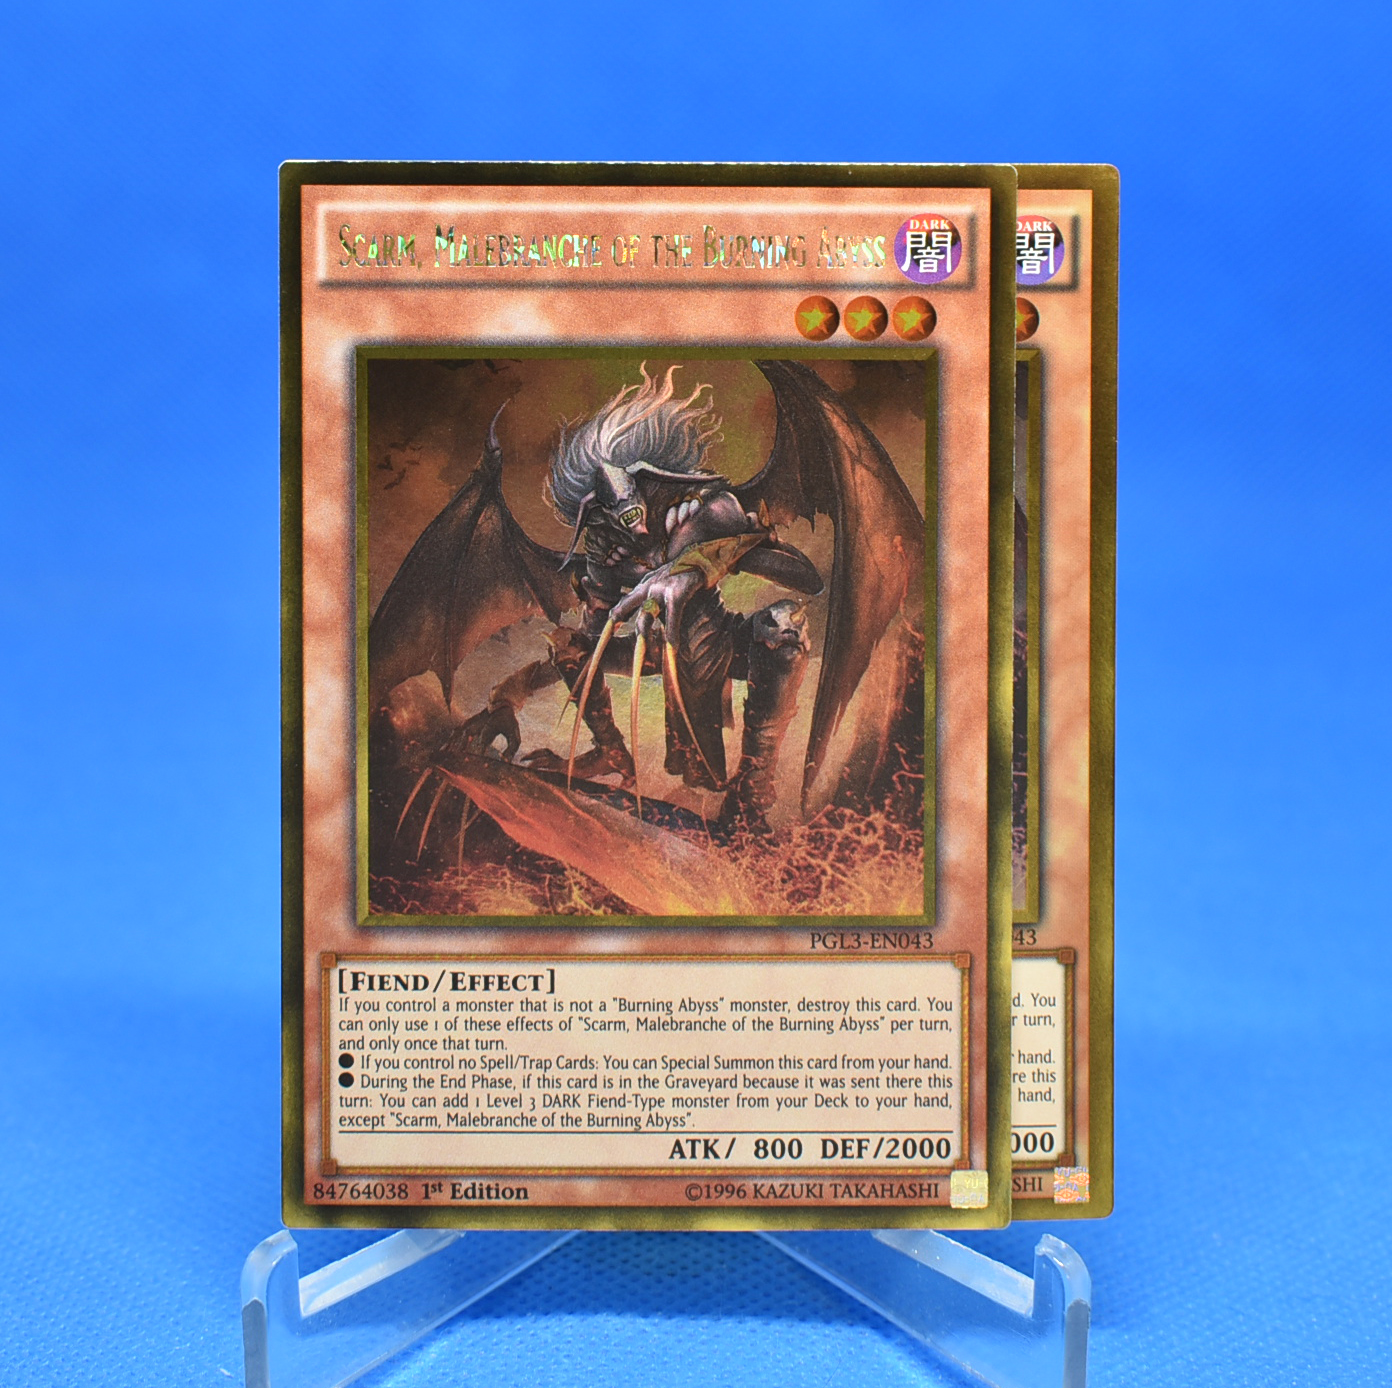 Scarm, Malebranche of the Burning Abyss
DARK
闇
DARK
闇
PGL3-EN043
43
[Fiend/Effect]
If you control a monster that is not a "Burning Abyss" monster, destroy this card. You
can only use 1 of these effects of "Scarm, Malebranche of the Burning Abyss" per turn,
and only once that turn.
● If you control no Spell/Trap Cards: You can Special Summon this card from your hand.
● During the End Phase, if this card is in the Graveyard because it was sent there this
turn: You can add 1 Level 3 DARK Fiend-Type monster from your Deck to your hand,
except "Scarm, Malebranche of the Burning Abyss".
ATK/ 800 DEF/2000
84764038 1st Edition
©1996 KAZUKI TAKAHASHI
d. You
r turn,
hand.
re this
hand,
000
SHI